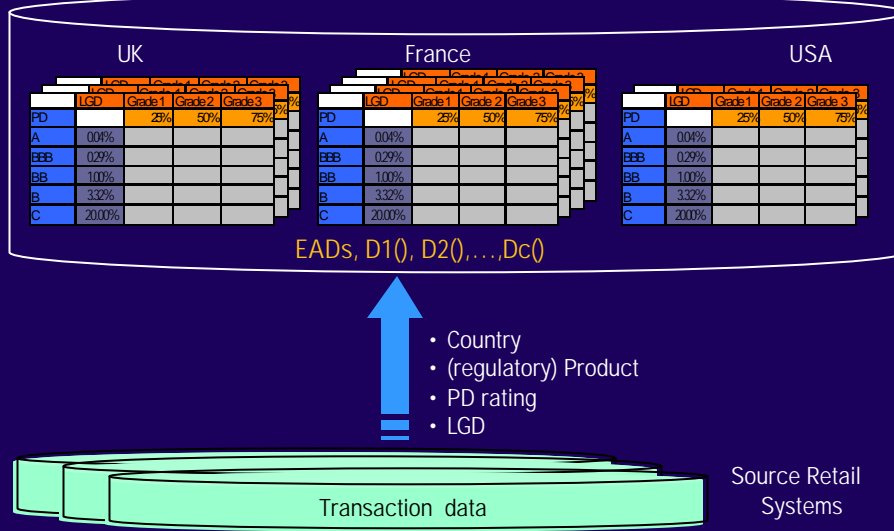 UK France USA
LGD Grade 1 Grade 2 Grade 3
PD 25% 50% 75%
A 0.04%
BBB 0.29%
BB 1.00%
B 3.32%
C 20.00%
LGD Grade 1 Grade 2 Grade 3
PD 25% 50% 75%
A 0.04%
BBB 0.29%
BB 1.00%
B 3.32%
C 20.00%
LGD Grade 1 Grade 2 Grade 3
PD 25% 50% 75%
A 0.04%
BBB 0.29%
BB 1.00%
B 3.32%
C 20.00%
EADs, D1(), D2(),...,Dc()
• Country
• (regulatory) Product
• PD rating
• LGD
Source Retail
Systems
Transaction data